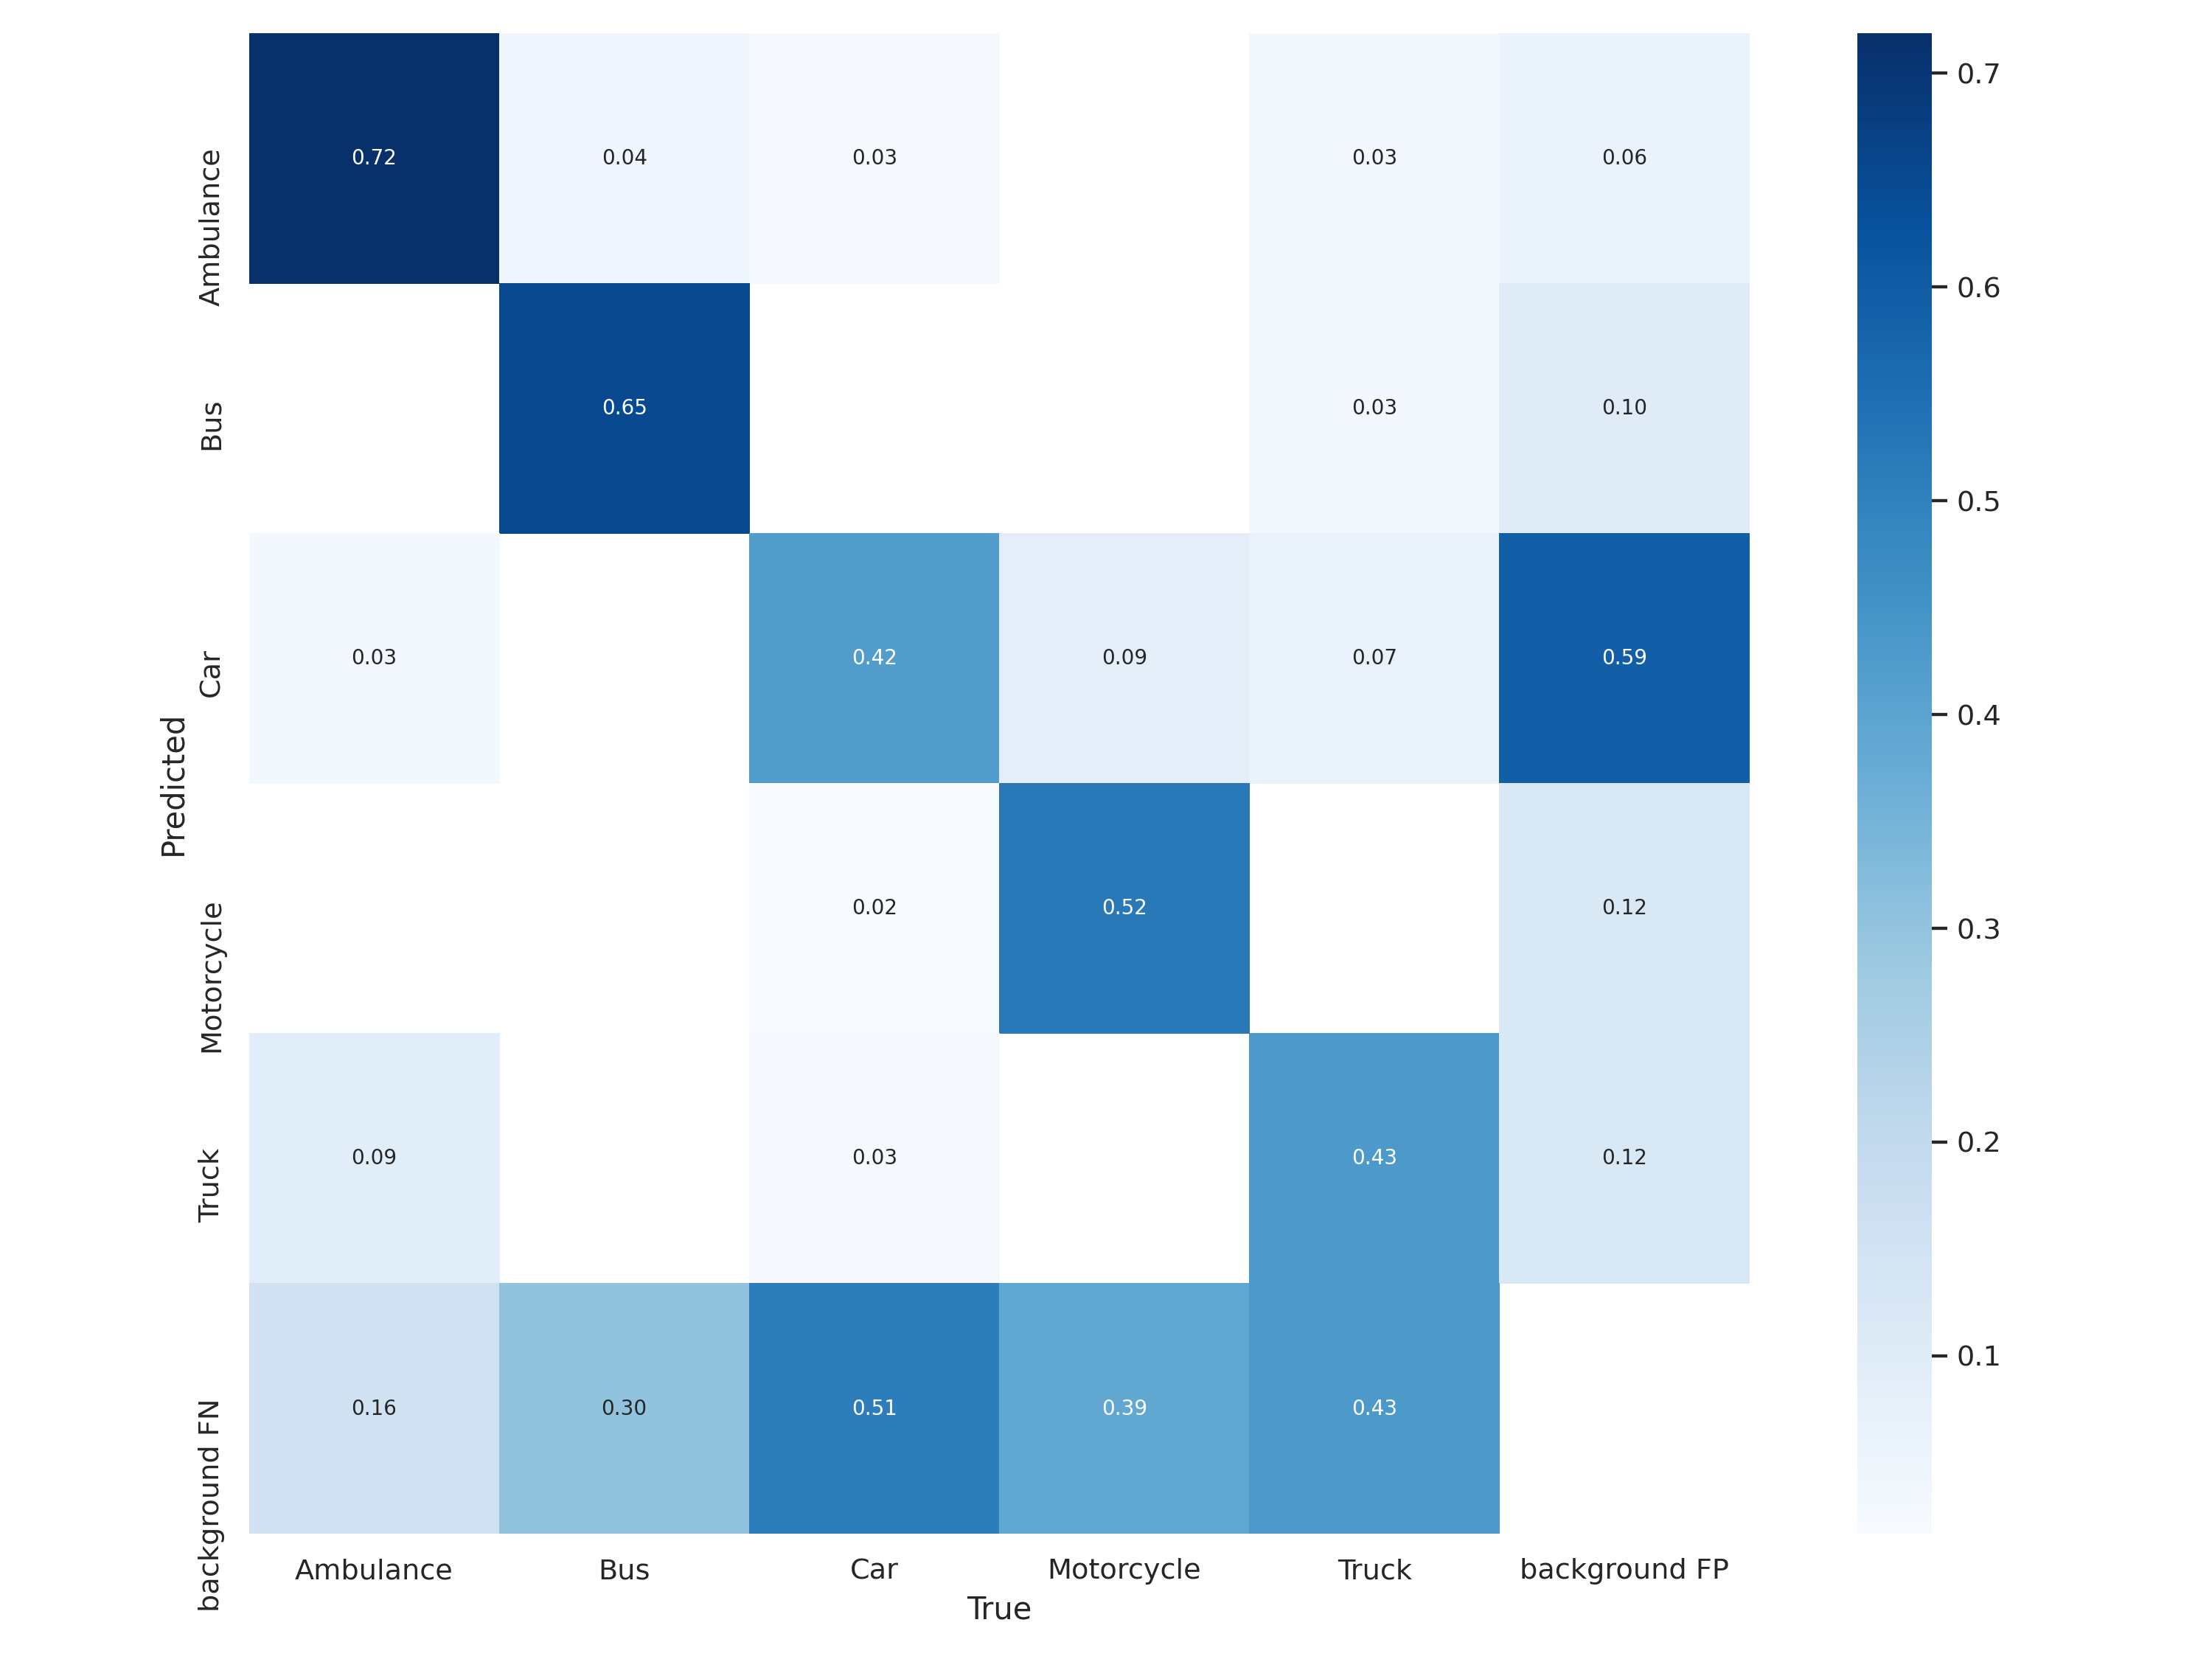 0.72 0.04 0.03 0.03 0.06
0.65 0.03 0.10
0.03 0.42 0.09 0.07 0.59
0.02 0.52 0.12
0.09 0.03 0.43 0.12
0.16 0.30 0.51 0.39 0.43
Ambulance
Bus
Car
Motorcycle
Truck
background FN
Predicted
Ambulance Bus Car Motorcycle Truck background FP
True
0.7
0.6
0.5
0.4
0.3
0.2
0.1